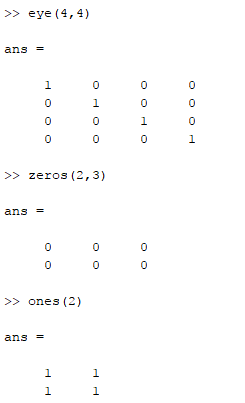 >> eye(4,4)
ans =
1 0 0 0
0 1 0 0
0 0 1 0
0 0 0 1
>> zeros(2,3)
ans =
0 0 0
0 0 0
>> ones(2)
ans =
1 1
1 1